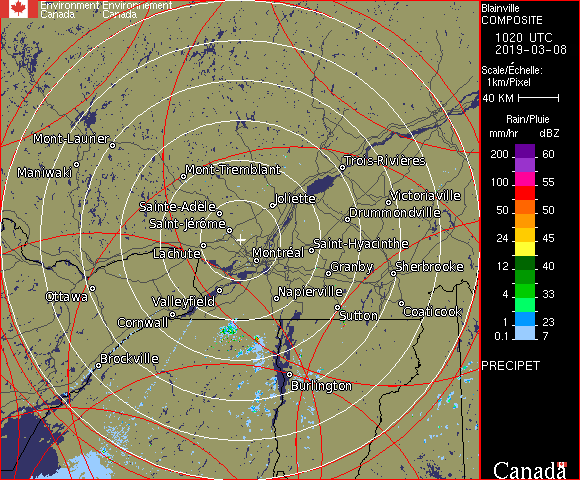 Environment Environnement
Canada Canada
Blainville
COMPOSITE
1020 UTC
2019-03-08
Scale/Échelle:
1km/Pixel
40 KM
Rain/Pluie
mm/hr dBZ
200 60
100 55
50 50
24 45
12 40
4 33
1 23
0.1 7
PRECIPET
Mont-Laurier
Maniwaki
Mont-Tremblant
Trois-Rivières
Joliette
Victoriaville
Sainte-Adèle
Drummondville
Saint-Jérôme
Saint-Hyacinthe
Lachute
Montréal
Granby
Sherbrooke
Ottawa
Valleyfield
Napierville
Cornwall
Sutton
Coaticook
Brockville
Burlington
Canada